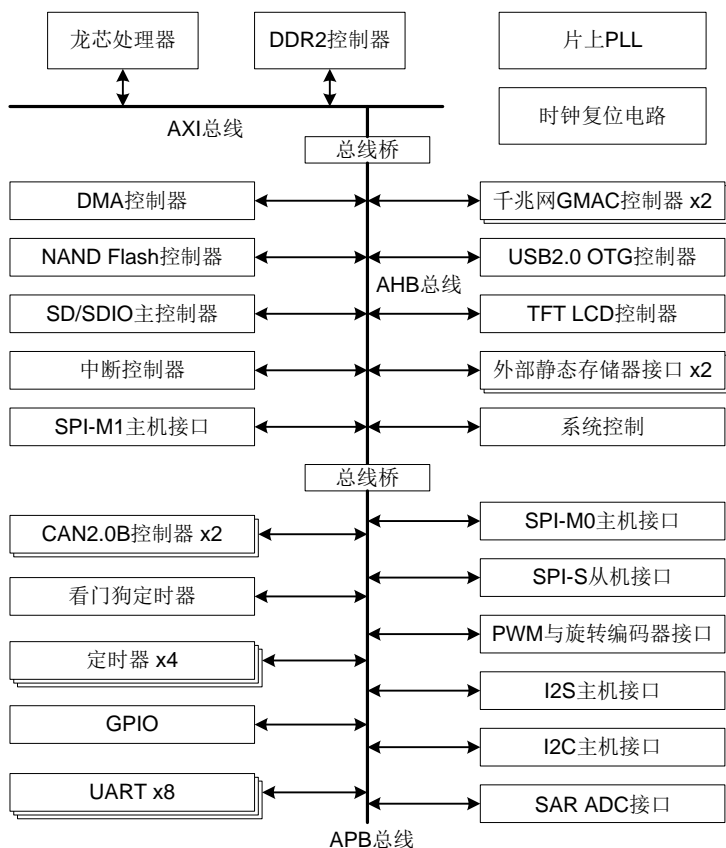 龙芯处理器
DDR2控制器
片上PLL
AXI总线
时钟复位电路
总线桥
DMA控制器
千兆网GMAC控制器 x2
NAND Flash控制器
USB2.0 OTG控制器
AHB总线
SD/SDIO主控制器
TFT LCD控制器
中断控制器
外部静态存储器接口 x2
SPI-M1主机接口
系统控制
总线桥
CAN2.0B控制器 x2
SPI-M0主机接口
看门狗定时器
SPI-S从机接口
定时器 x4
PWM与旋转编码器接口
GPIO
I2S主机接口
I2C主机接口
UART x8
SAR ADC接口
APB总线